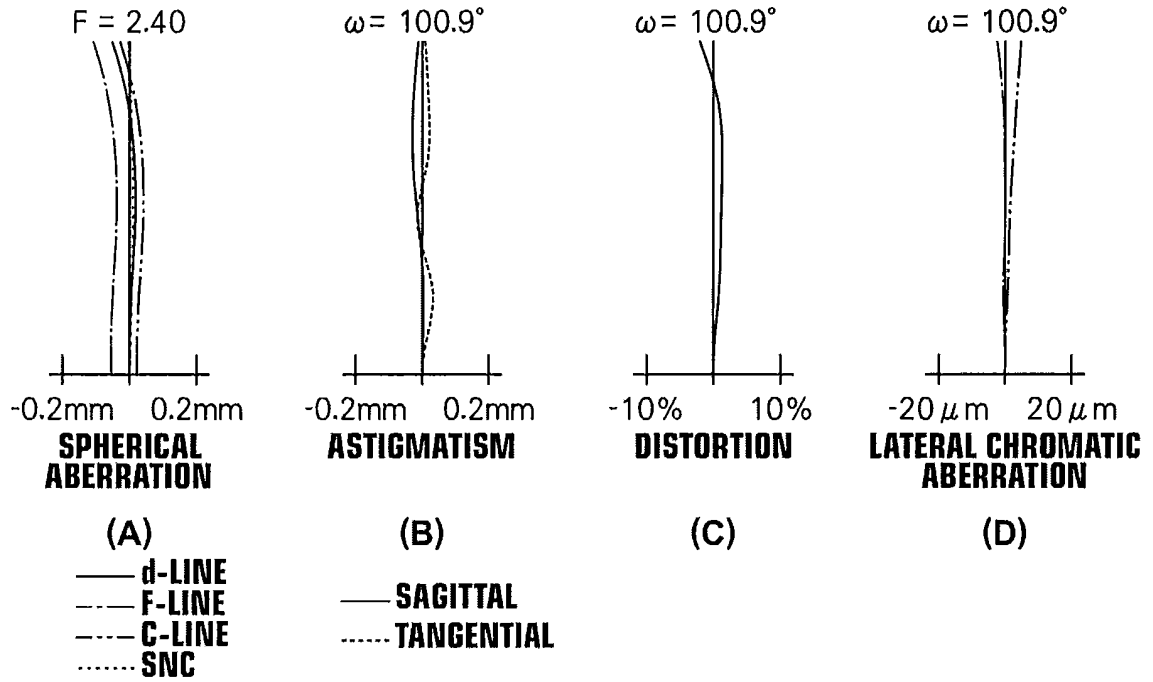 F = 2.40
-0.2mm 0.2mm
SPHERICAL
ABERRATION
(A)
d-LINE
F-LINE
C-LINE
SNC
ω= 100.9°
-0.2mm 0.2mm
ASTIGMATISM
(B)
SAGITTAL
TANGENTIAL
ω= 100.9°
-10% 10%
DISTORTION
(C)
ω= 100.9°
-20 μm 20 μm
LATERAL CHROMATIC
ABERRATION
(D)